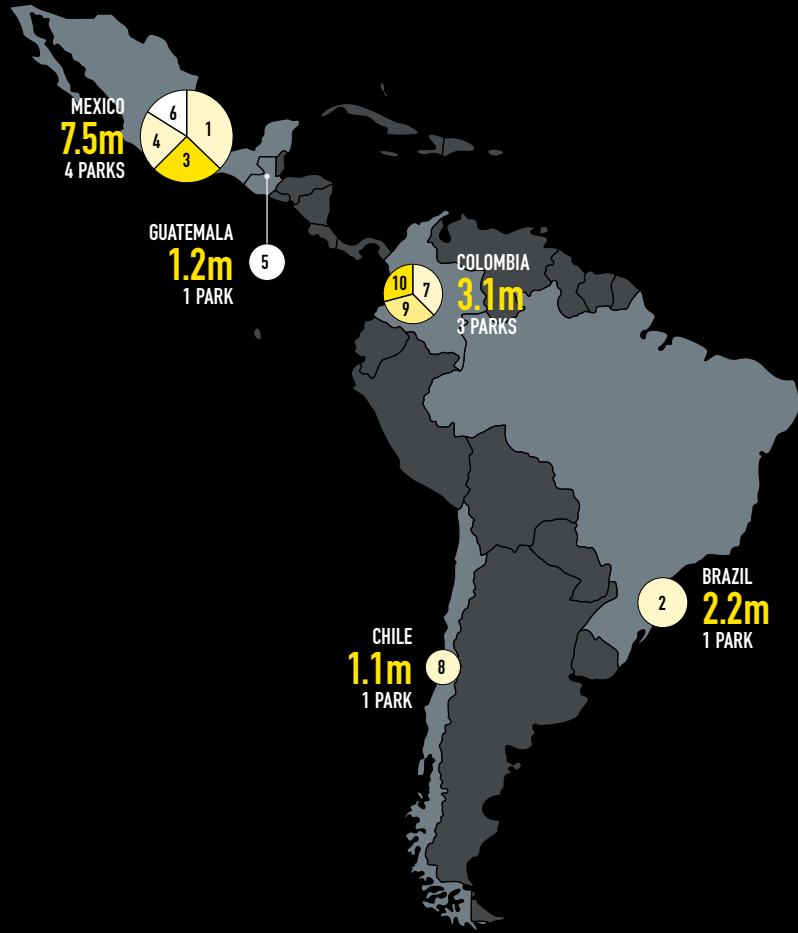 MEXICO
7.5m
4 PARKS
6
1
4
3
GUATEMALA
1.2m
1 PARK
5
COLOMBIA
3.1m
3 PARKS
10
7
9
BRAZIL
2.2m
1 PARK
2
CHILE
1.1m
1 PARK
8